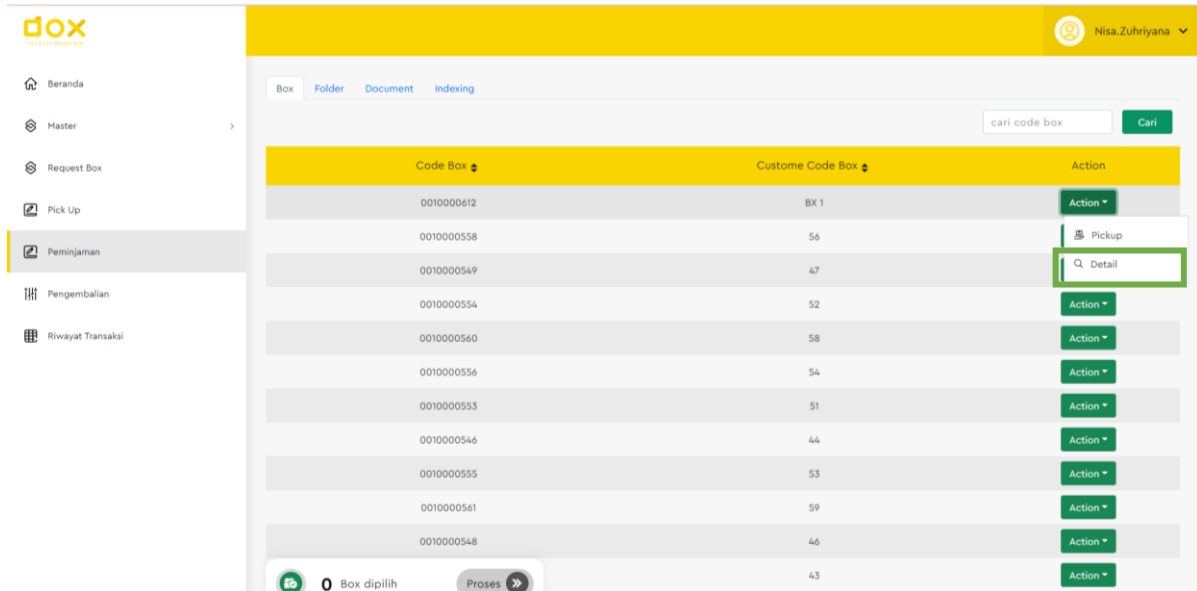 dox
TOTALLY MAINTAIN
Nisa.Zuhriyana
Beranda
Master
Request Box
Pick Up
Peminjaman
Pengembalian
Riwayat Transaksi
Box Folder Document Indexing
cari code box Cari
Code Box Custome Code Box Action
0010000612 BX 1 Action
0010000558 56
Pickup
0010000549 47
Detail
0010000554 52 Action
0010000560 58 Action
0010000556 54 Action
0010000553 51 Action
0010000546 44 Action
0010000555 53 Action
0010000561 59 Action
0010000548 46 Action
43 Action
0 Box dipilih Proses